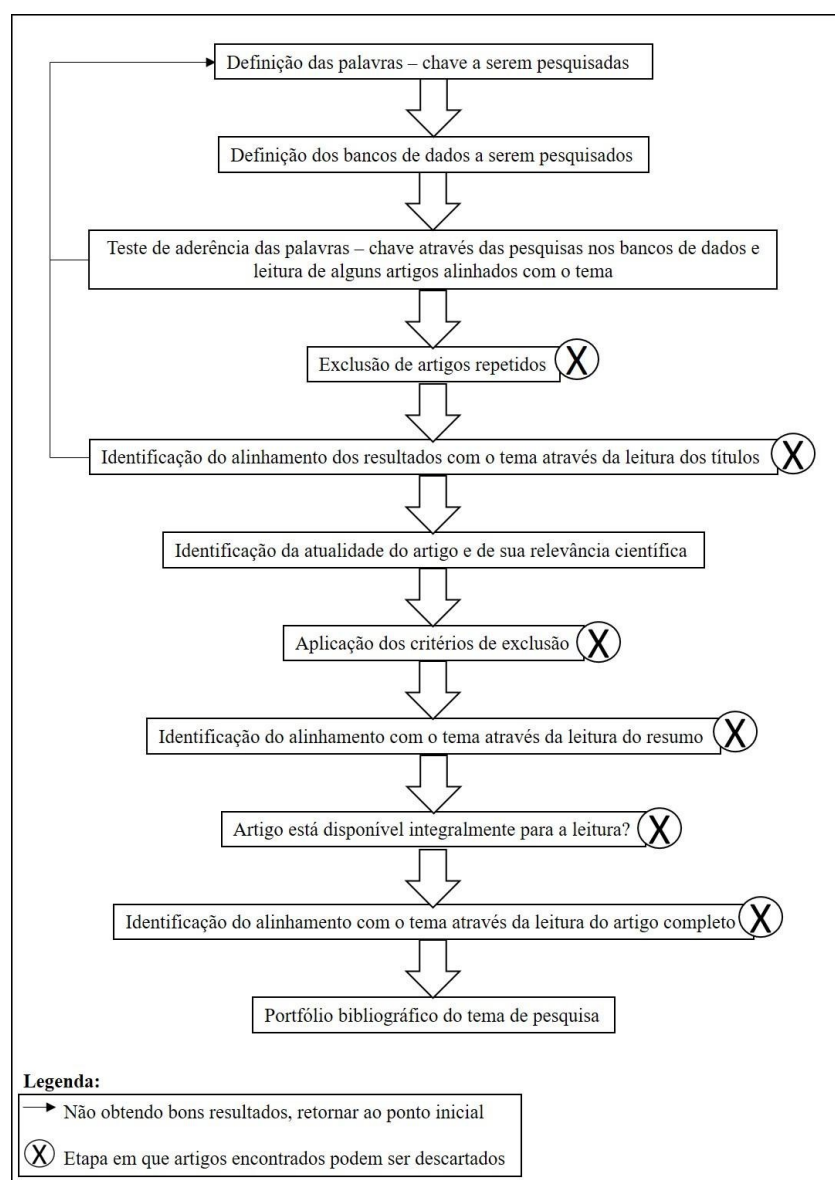 Definição das palavras – chave a serem pesquisadas
Definição dos bancos de dados a serem pesquisados
Teste de aderência das palavras – chave através das pesquisas nos bancos de dados e
leitura de alguns artigos alinhados com o tema
Exclusão de artigos repetidos X
Identificação do alinhamento dos resultados com o tema através da leitura dos títulos X
Identificação da atualidade do artigo e de sua relevância científica
Aplicação dos critérios de exclusão X
Identificação do alinhamento com o tema através da leitura do resumo X
Artigo está disponível integralmente para a leitura? X
Identificação do alinhamento com o tema através da leitura do artigo completo X
Portfólio bibliográfico do tema de pesquisa
Legenda:
Não obtendo bons resultados, retornar ao ponto inicial
X Etapa em que artigos encontrados podem ser descartados